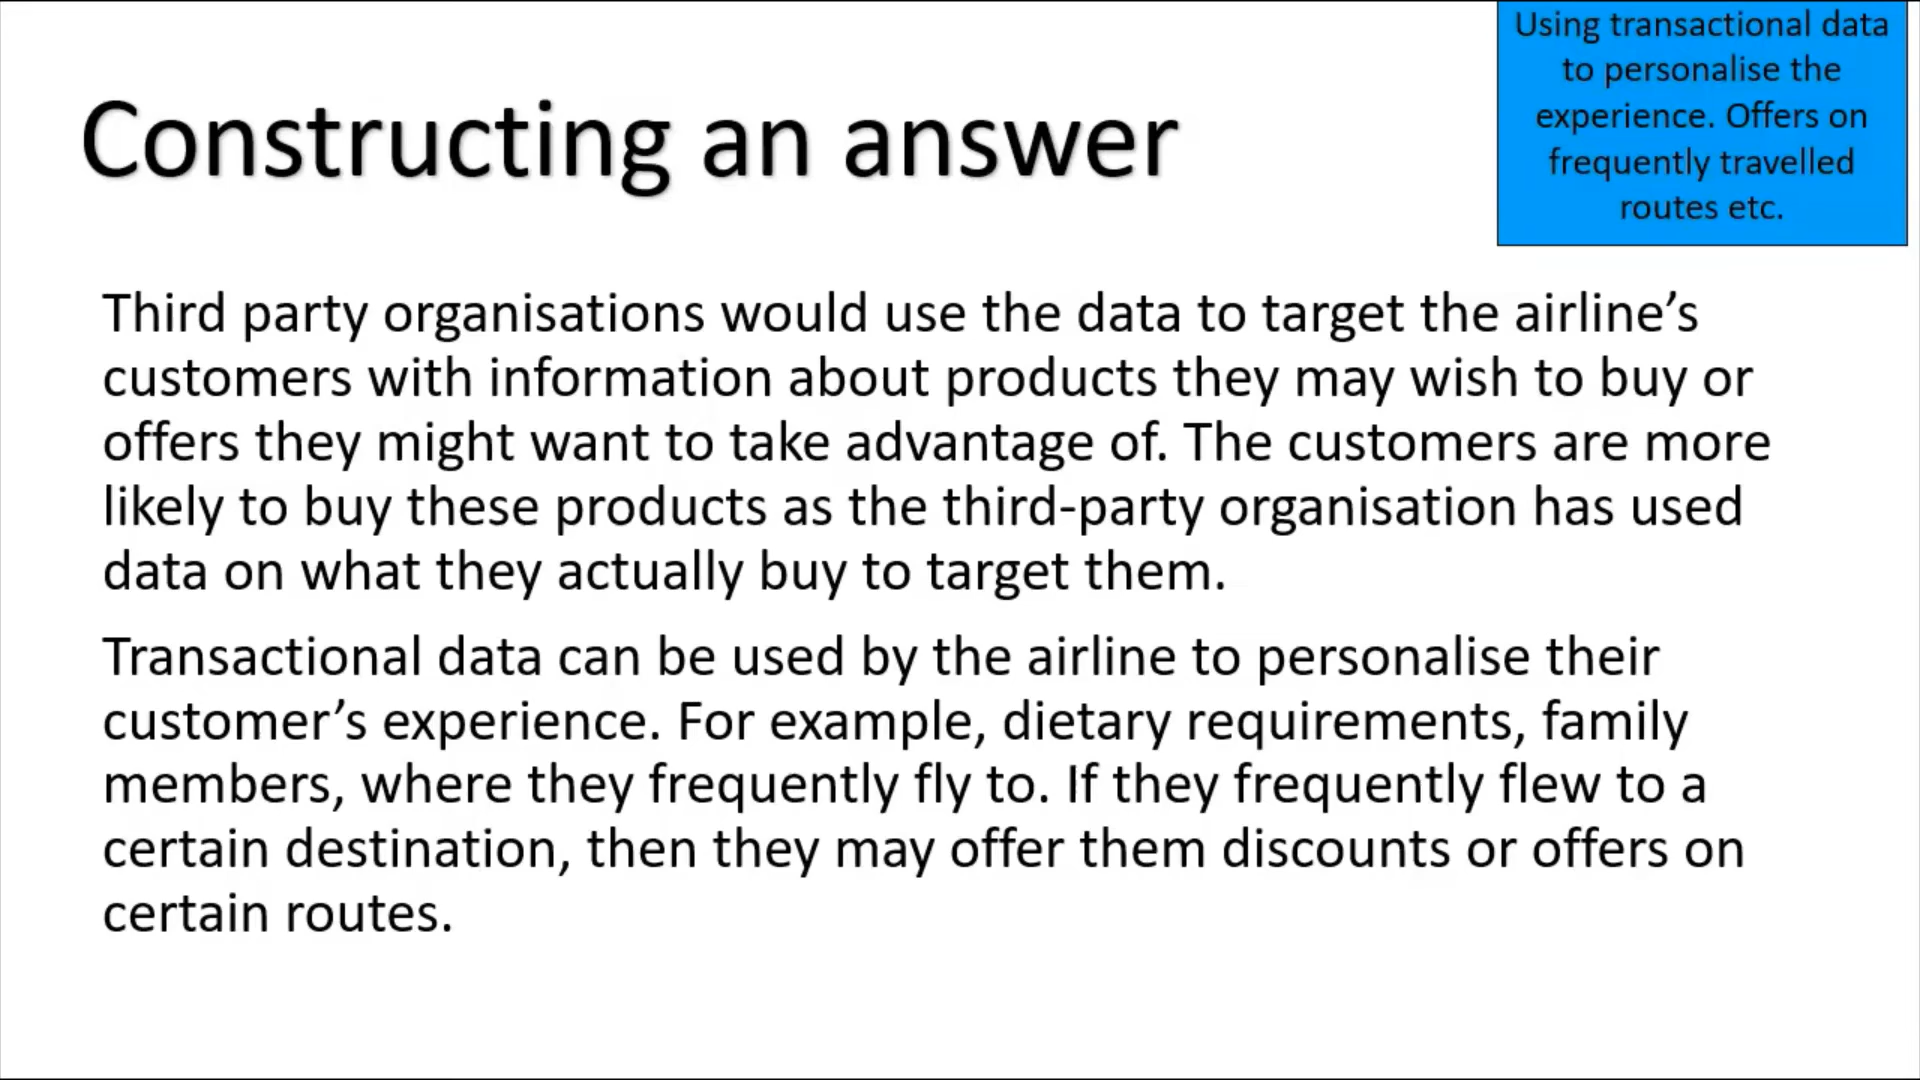 Constructing an answer
Using transactional data
to personalise the
experience. Offers on
frequently travelled
routes etc.
Third party organisations would use the data to target the airline’s
customers with information about products they may wish to buy or
offers they might want to take advantage of. The customers are more
likely to buy these products as the third-party organisation has used
data on what they actually buy to target them.
Transactional data can be used by the airline to personalise their
customer’s experience. For example, dietary requirements, family
members, where they frequently fly to. If they frequently flew to a
certain destination, then they may offer them discounts or offers on
certain routes.